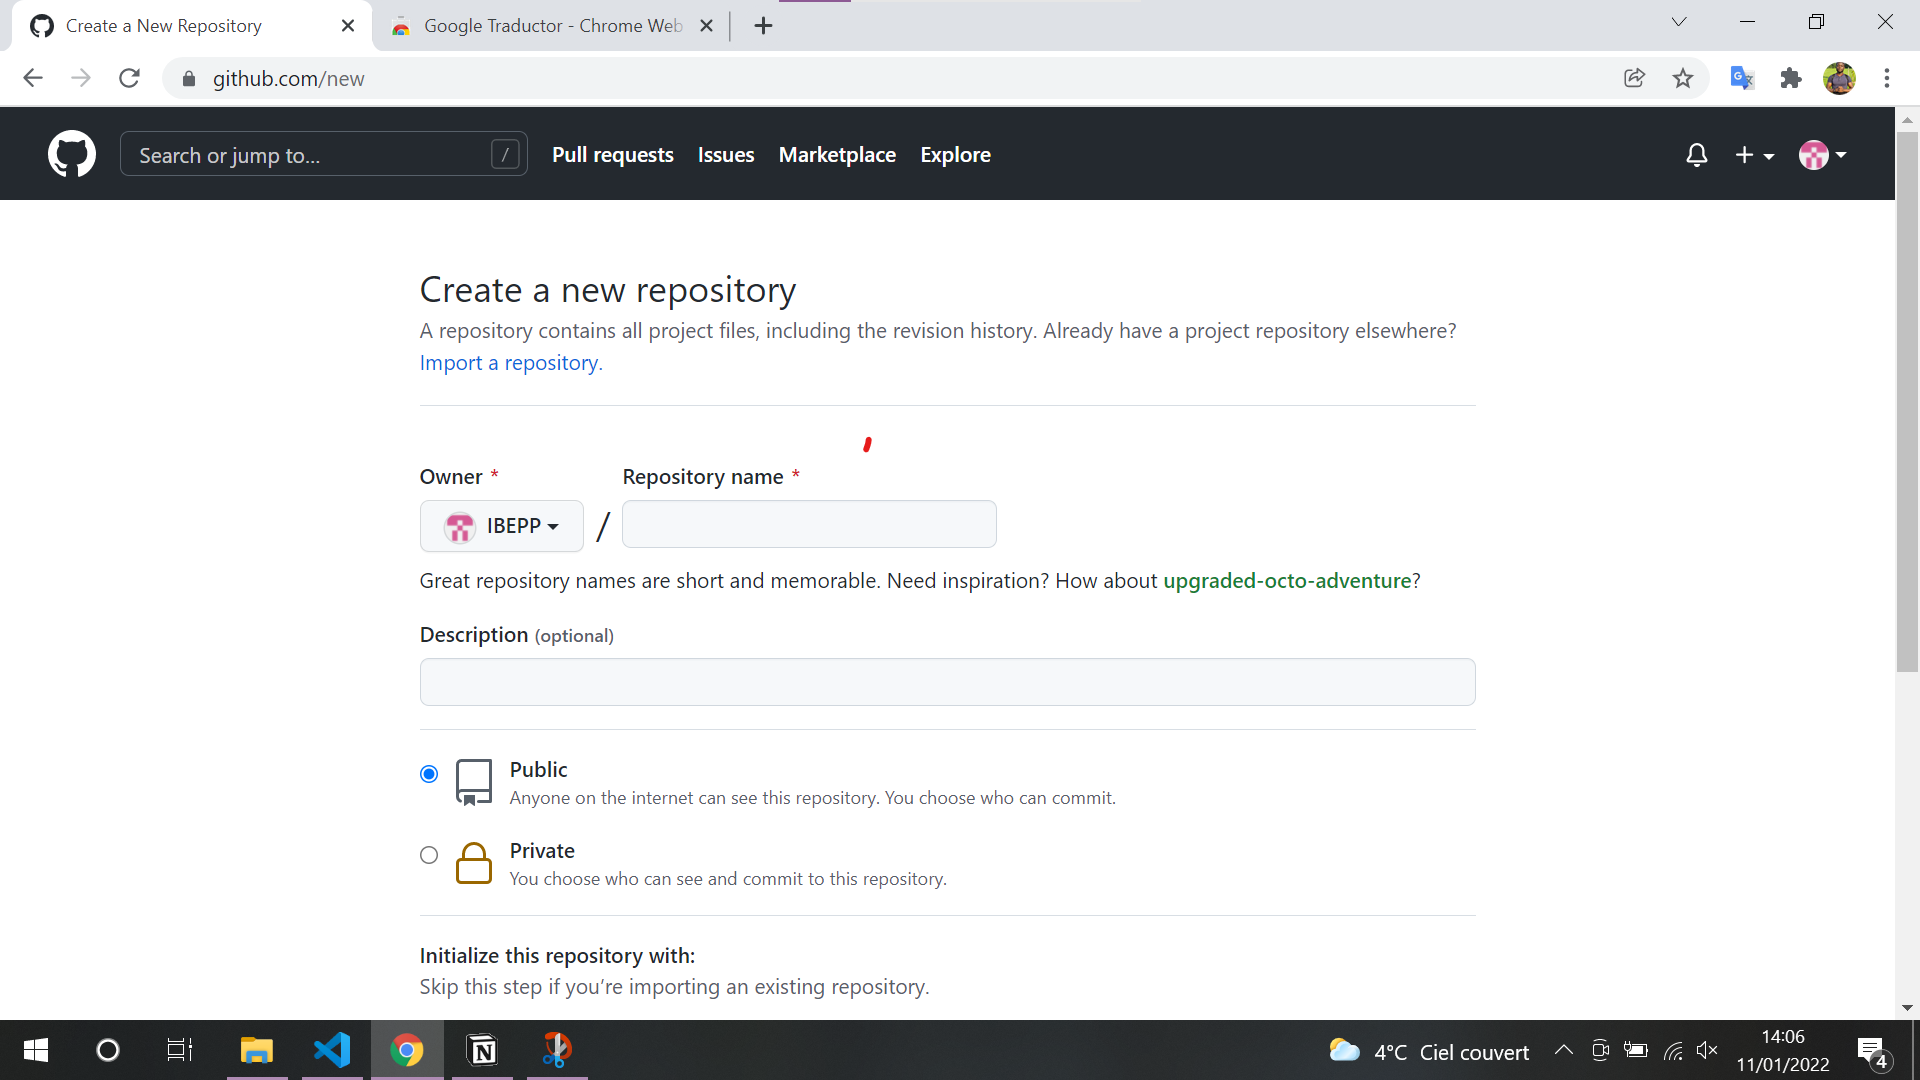 Create a New Repository
Google Traductor - Chrome Web
github.com/new
Search or jump to...
/
Pull requests
Issues
Marketplace
Explore
Create a new repository
A repository contains all project files, including the revision history. Already have a project repository elsewhere?
Import a repository.
Owner *
Repository name *
IBEPP
/
Great repository names are short and memorable. Need inspiration? How about upgraded-octo-adventure?
Description (optional)
Public
Anyone on the internet can see this repository. You choose who can commit.
Private
You choose who can see and commit to this repository.
Initialize this repository with:
Skip this step if you’re importing an existing repository.
4°C Ciel couvert
14:06
11/01/2022
4